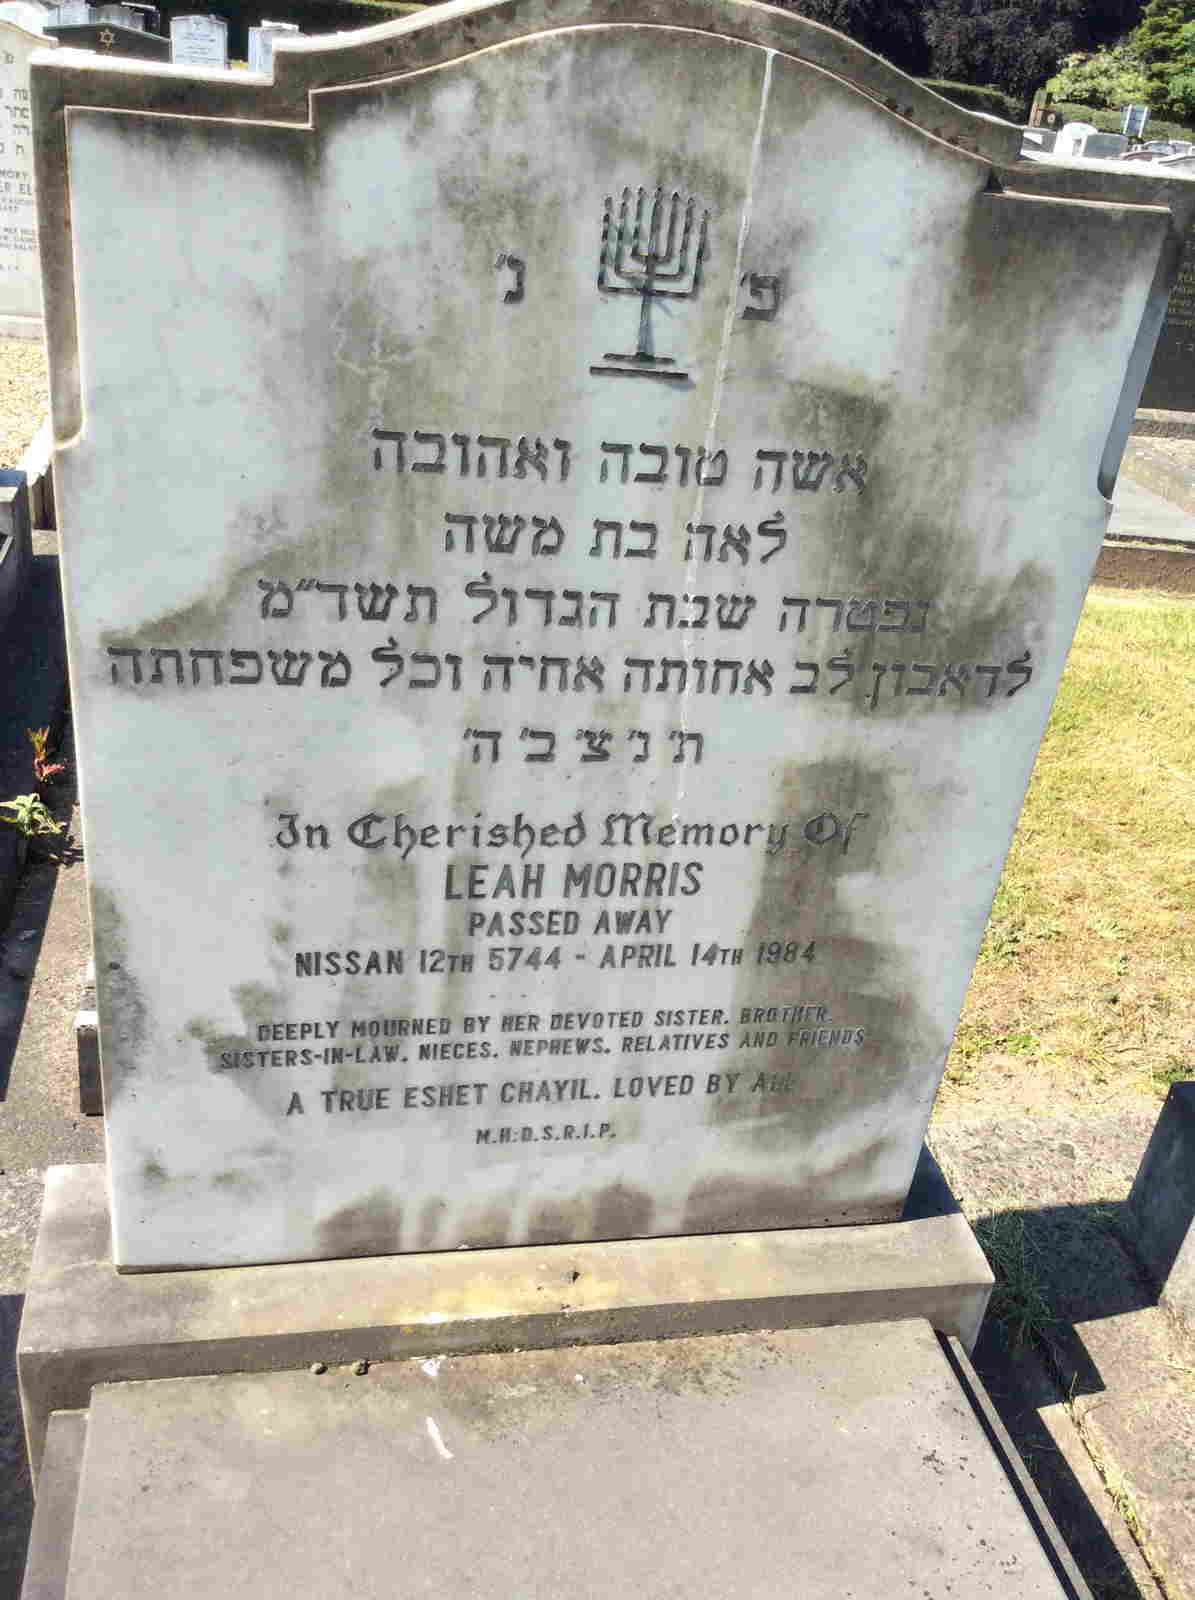 פ׳ נ׳
אשה טובה ואהובה
לאה בת משה
נפטרה שבת הגדול תשד״מ
לדאבון לב אחותה אחיה וכל משפחתה
ת׳ נ׳ צ׳ ב׳ ה׳
In Cherished Memory Of
LEAH MORRIS
PASSED AWAY
NISSAN 12TH 5744 - APRIL 14TH 1984
DEEPLY MOURNED BY HER DEVOTED SISTER, BROTHER,
SISTERS-IN-LAW, NIECES, NEPHEWS, RELATIVES AND FRIENDS
A TRUE ESHET CHAYIL. LOVED BY ALL
M.H.D.S.R.I.P.